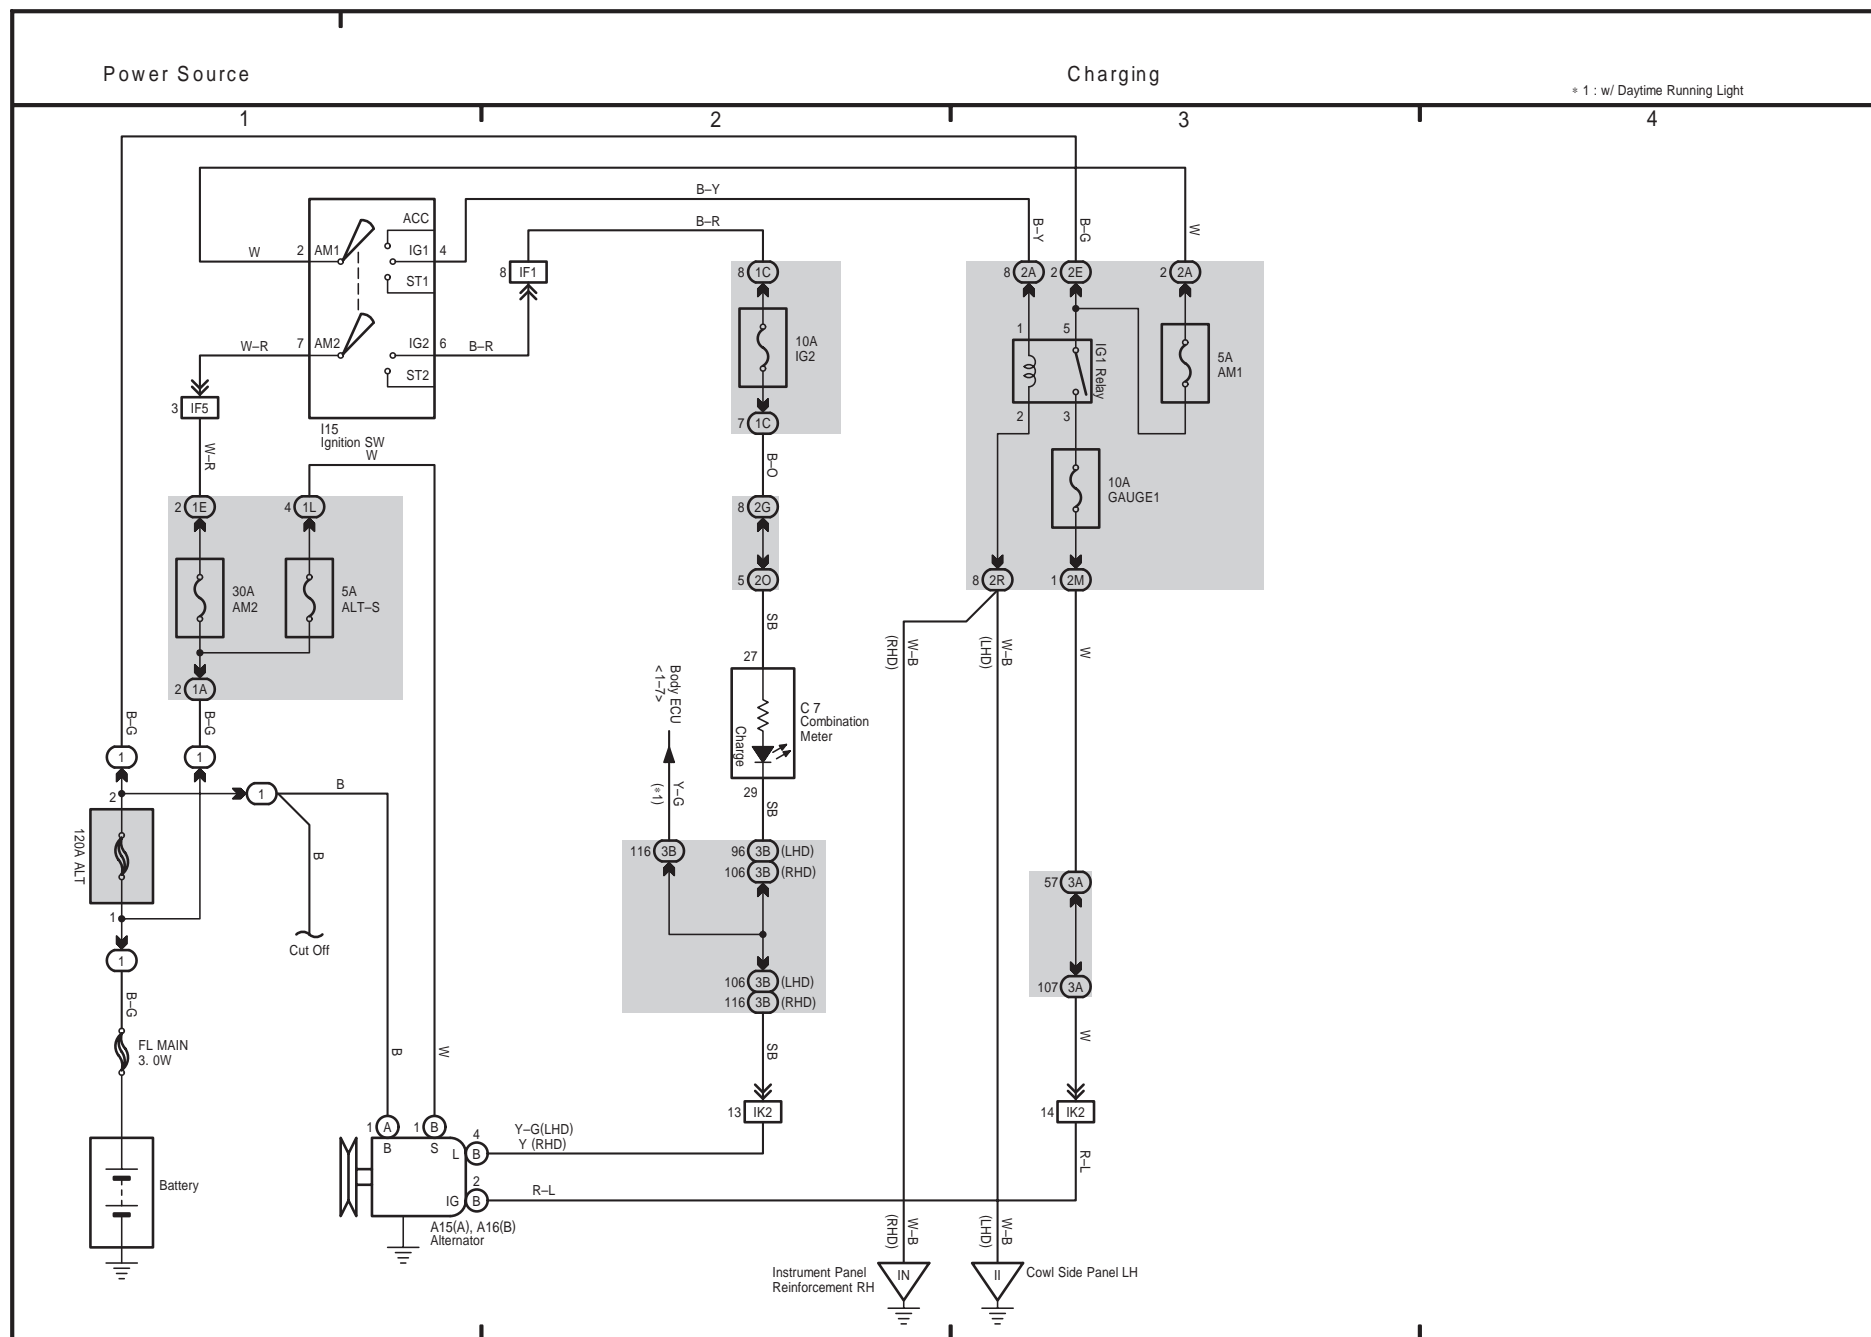 Power Source
Charging
∗ 1 : w/ Daytime Running Light
1
2
3
4
B–Y
B–R
W
2
AM1
ACC
IG1
4
ST1
7
AM2
IG2
6
ST2
W–R
B–R
8
IF1
3
IF5
W–R
I15
Ignition SW
W
2
1E
4
1L
30A
AM2
5A
ALT–S
2
1A
B–G
B–G
1
1
2
1
B
B
120A ALT
1
1
Cut Off
B–G
FL MAIN
3. 0W
Battery
B
W
1
A
1
B
B
S
L
4
B
IG
2
B
A15(A), A16(B)
Alternator
Y–G(LHD)
Y (RHD)
R–L
8
1C
10A
IG2
7
1C
B–O
8
2G
5
2O
SB
27
C 7
Combination
Meter
Charge
29
SB
Body ECU
<1–7>
Y–G
(∗1)
116
3B
96
3B
(LHD)
106
3B
(RHD)
106
3B
(LHD)
116
3B
(RHD)
SB
13
IK2
B–Y
B–G
W
8
2A
2
2E
2
2A
1
5
IG1 Relay
2
3
5A
AM1
10A
GAUGE1
8
2R
1
2M
W–B
(RHD)
W–B
(LHD)
W
57
3A
107
3A
W
14
IK2
R–L
W–B
(RHD)
W–B
(LHD)
Instrument Panel
Reinforcement RH
IN
II
Cowl Side Panel LH